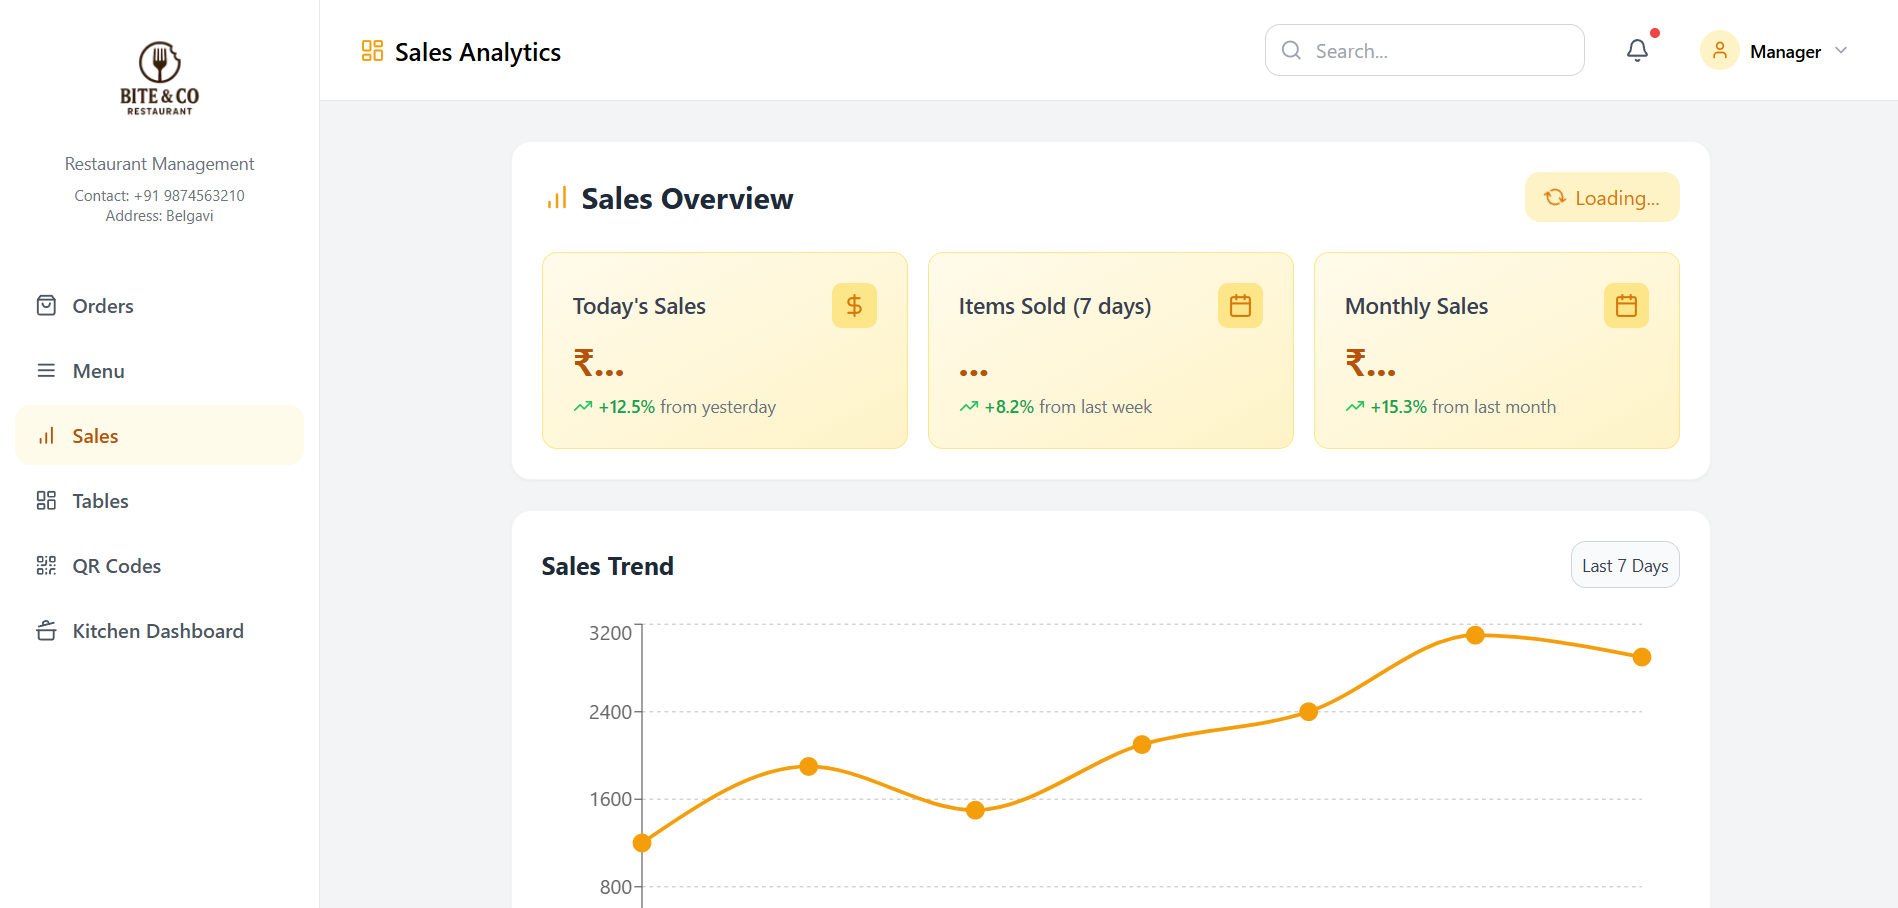 BITE & CO
RESTAURANT
Restaurant Management
Contact: +91 9874563210
Address: Belgavi
Orders
Menu
Sales
Tables
QR Codes
Kitchen Dashboard
Sales Analytics
Search...
Manager
Sales Overview
Loading...
Today's Sales
₹...
+12.5% from yesterday
Items Sold (7 days)
...
+8.2% from last week
Monthly Sales
₹...
+15.3% from last month
Sales Trend
Last 7 Days
3200
2400
1600
800